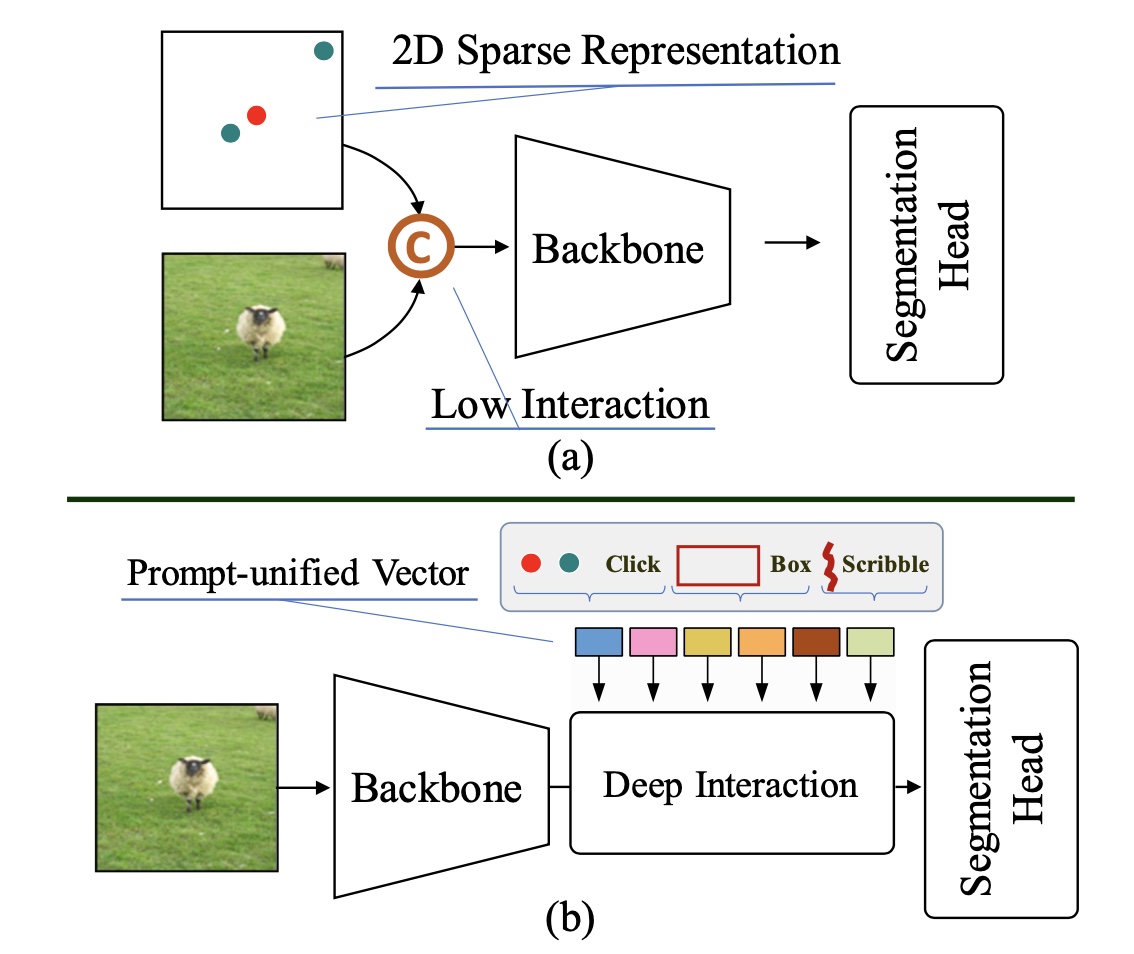 2D Sparse Representation
C
Backbone
Segmentation
Head
Low Interaction
(a)
Click
Box
Scribble
Prompt-unified Vector
Backbone
Deep Interaction
Segmentation
Head
(b)